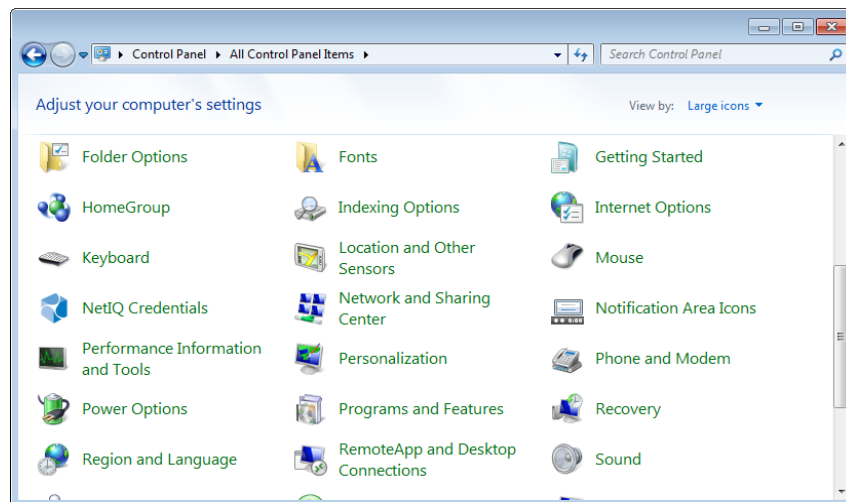 Control Panel
All Control Panel Items
Search Control Panel
Adjust your computer's settings
View by:
Large icons
Folder Options
Fonts
Getting Started
HomeGroup
Indexing Options
Internet Options
Keyboard
Location and Other
Sensors
Mouse
NetIQ Credentials
Network and Sharing
Center
Notification Area Icons
Performance Information
and Tools
Personalization
Phone and Modem
Power Options
Programs and Features
Recovery
Region and Language
RemoteApp and Desktop
Connections
Sound